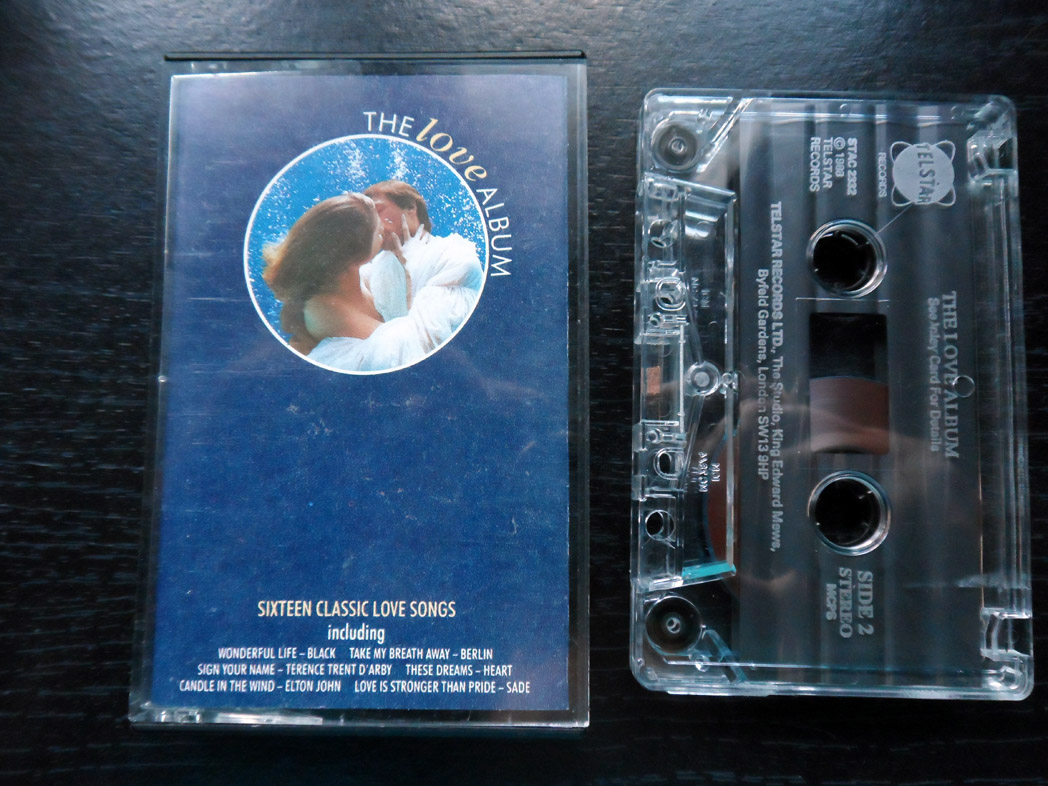 THE love ALBUM
SIXTEEN CLASSIC LOVE SONGS
including
WONDERFUL LIFE – BLACK TAKE MY BREATH AWAY – BERLIN
SIGN YOUR NAME – TERENCE TRENT D'ARBY THESE DREAMS – HEART
CANDLE IN THE WIND – ELTON JOHN LOVE IS STRONGER THAN PRIDE – SADE
TELSTAR
RECORDS
STAC 2332
© 1988
TELSTAR
RECORDS
THE LOVE ALBUM
See Inlay Card For Details
SIDE 2
STEREO
MCPS
TELSTAR RECORDS LTD., The Studio, King Edward Mews,
Byfeld Gardens, London SW13 9HP